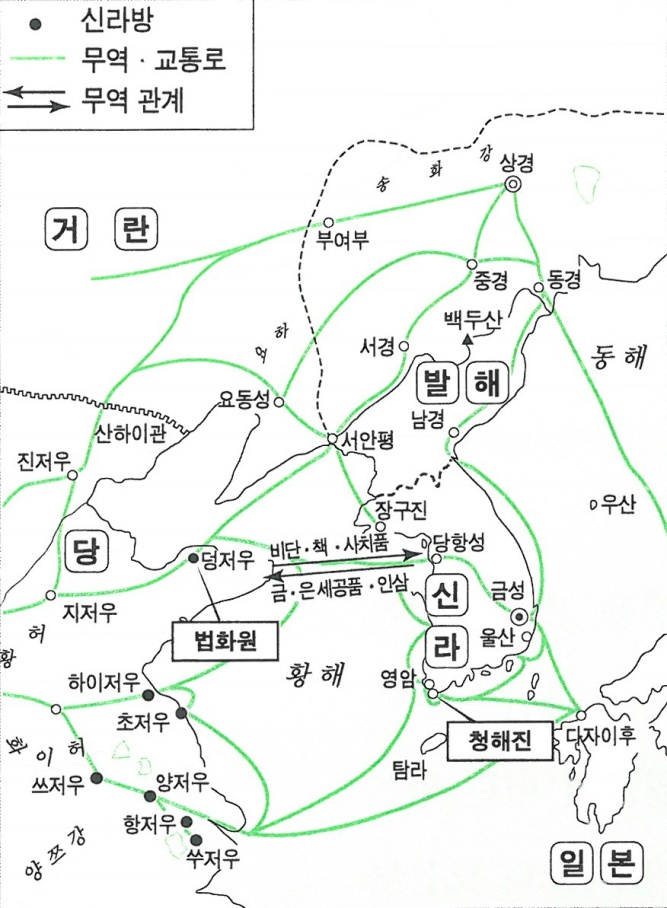 신라방
무역 · 교통로
무역 관계
송 화 강
상경
거 란
부여부
중경
동경
백두산
요 하
서경
동 해
발 해
요동성
남경
산하이관
서안평
진저우
장구진
우산
당
비단 · 책 · 사치품
당항성
덩저우
금 · 은 세공품 · 인삼
신
라
금성
지저우
법화원
울산
황 허
황 해
영암
하이저우
초저우
청해진
다자이후
화 이 허
탐라
쓰저우
양저우
항저우
쑤저우
양 쯔 강
일 본